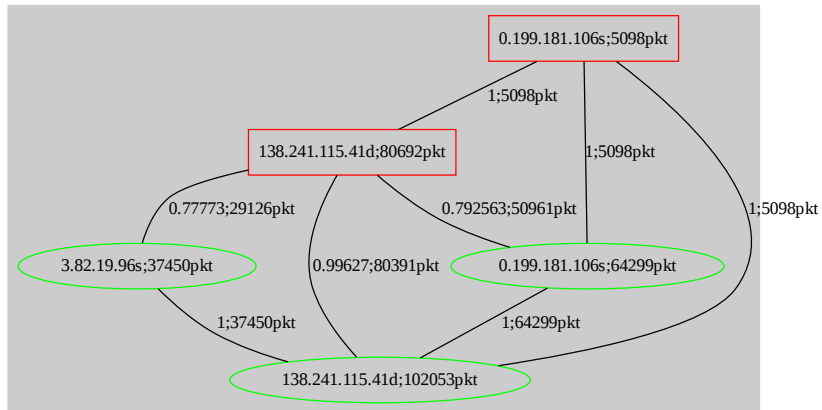 0.199.181.106s;5098pkt
1;5098pkt
138.241.115.41d;80692pkt
1;5098pkt
0.77773;29126pkt
0.792563;50961pkt
1;5098pkt
3.82.19.96s;37450pkt
0.99627;80391pkt
0.199.181.106s;64299pkt
1;37450pkt
1;64299pkt
138.241.115.41d;102053pkt